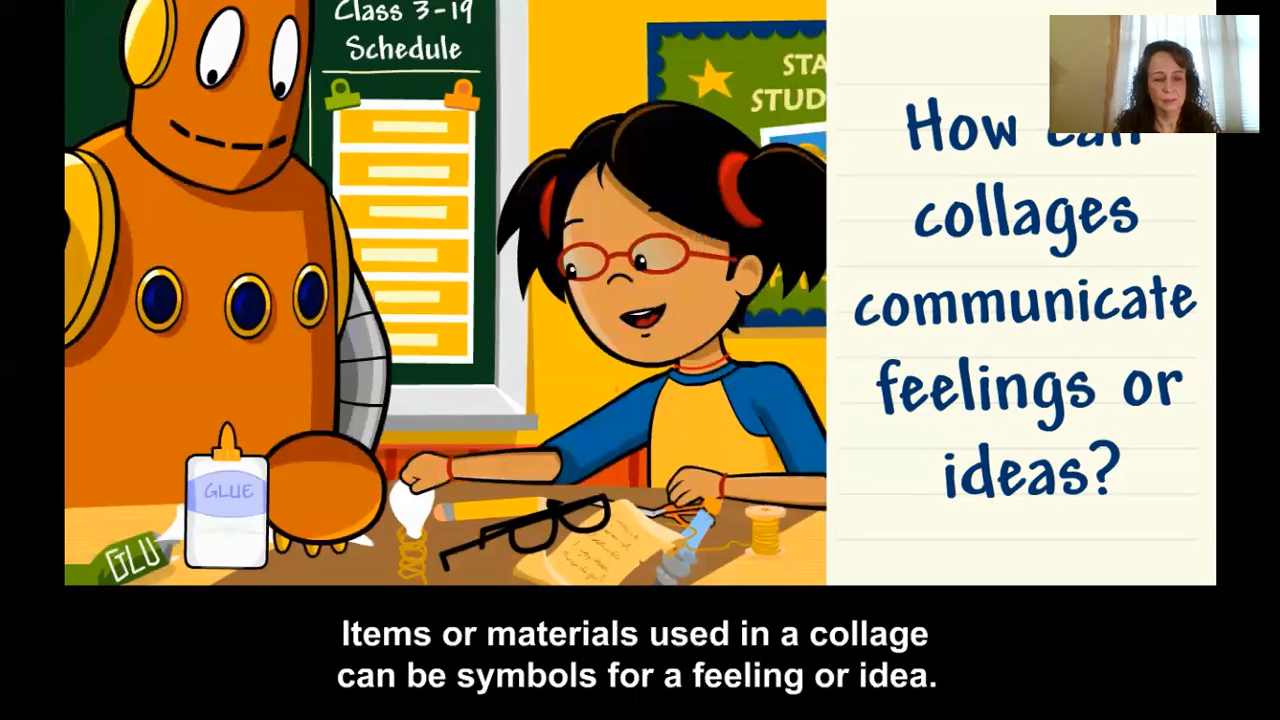 Class 3-19
Schedule
STA
STUD
How can
collages
communicate
feelings or
ideas?
GLUE
GLU
Items or materials used in a collage
can be symbols for a feeling or idea.